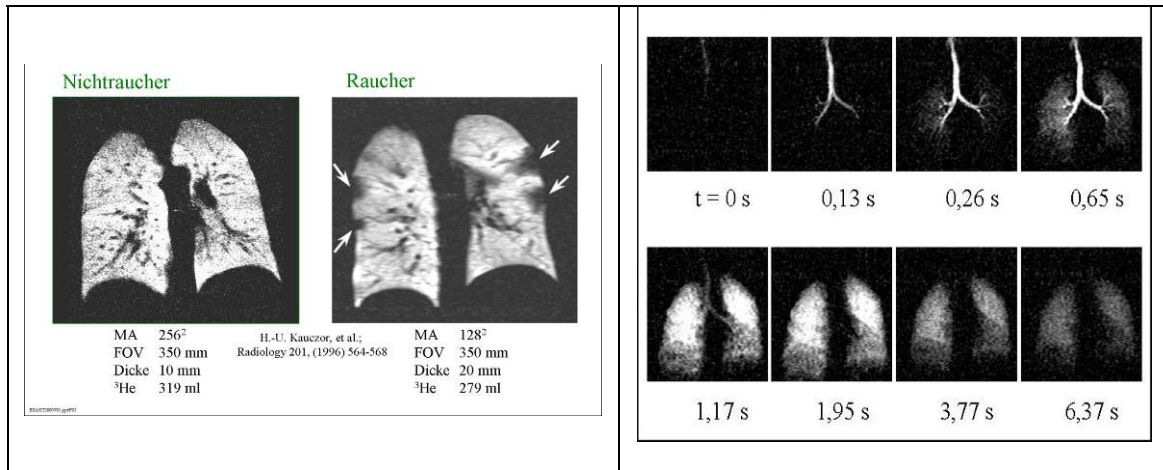 Nichtraucher
Raucher
MA 256²
FOV 350 mm
Dicke 10 mm
³He 319 ml
H.-U. Kauczor, et al.;
Radiology 201, (1996) 564-568
MA 128²
FOV 350 mm
Dicke 20 mm
³He 279 ml
t = 0 s
0,13 s
0,26 s
0,65 s
1,17 s
1,95 s
3,77 s
6,37 s